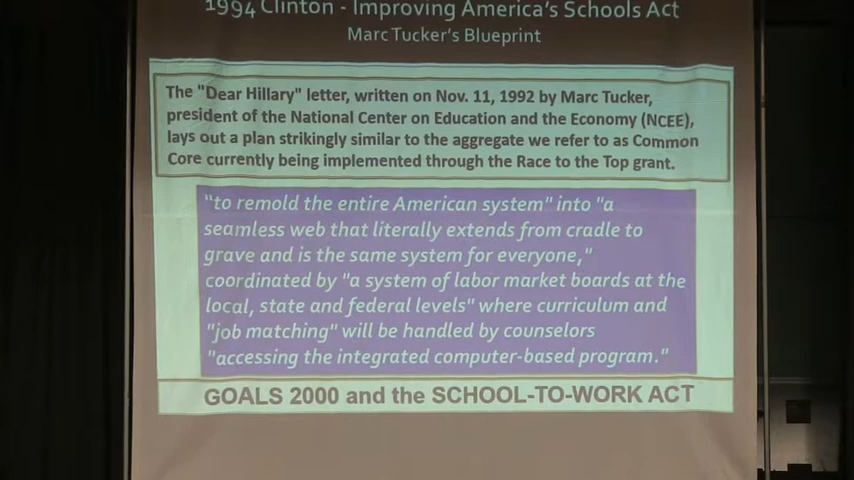 1994 Clinton - Improving America's Schools Act
Marc Tucker's Blueprint
The "Dear Hillary" letter, written on Nov. 11, 1992 by Marc Tucker,
president of the National Center on Education and the Economy (NCEE),
lays out a plan strikingly similar to the aggregate we refer to as Common
Core currently being implemented through the Race to the Top grant.
"to remold the entire American system" into "a
seamless web that literally extends from cradle to
grave and is the same system for everyone,"
coordinated by "a system of labor market boards at the
local, state and federal levels" where curriculum and
"job matching" will be handled by counselors
"accessing the integrated computer-based program."
GOALS 2000 and the SCHOOL-TO-WORK ACT